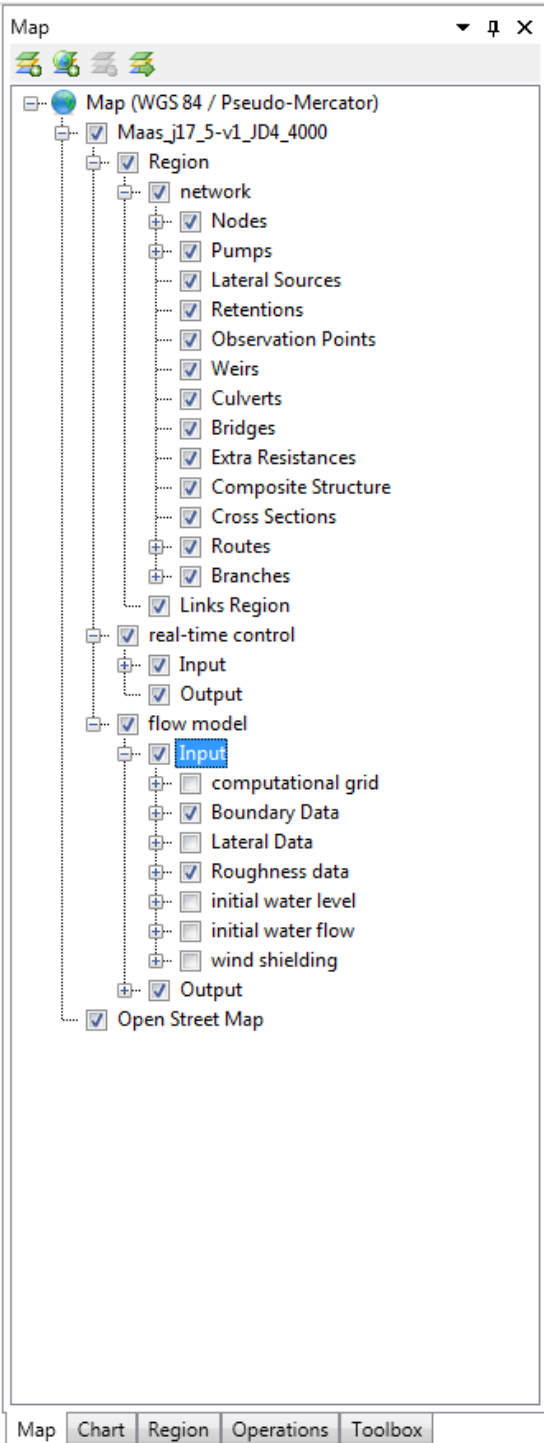 Map
Map (WGS 84 / Pseudo-Mercator)
Maas_j17_5-v1_JD4_4000
Region
network
Nodes
Pumps
Lateral Sources
Retentions
Observation Points
Weirs
Culverts
Bridges
Extra Resistances
Composite Structure
Cross Sections
Routes
Branches
Links Region
real-time control
Input
Output
flow model
Input
computational grid
Boundary Data
Lateral Data
Roughness data
initial water level
initial water flow
wind shielding
Output
Open Street Map
Map Chart Region Operations Toolbox